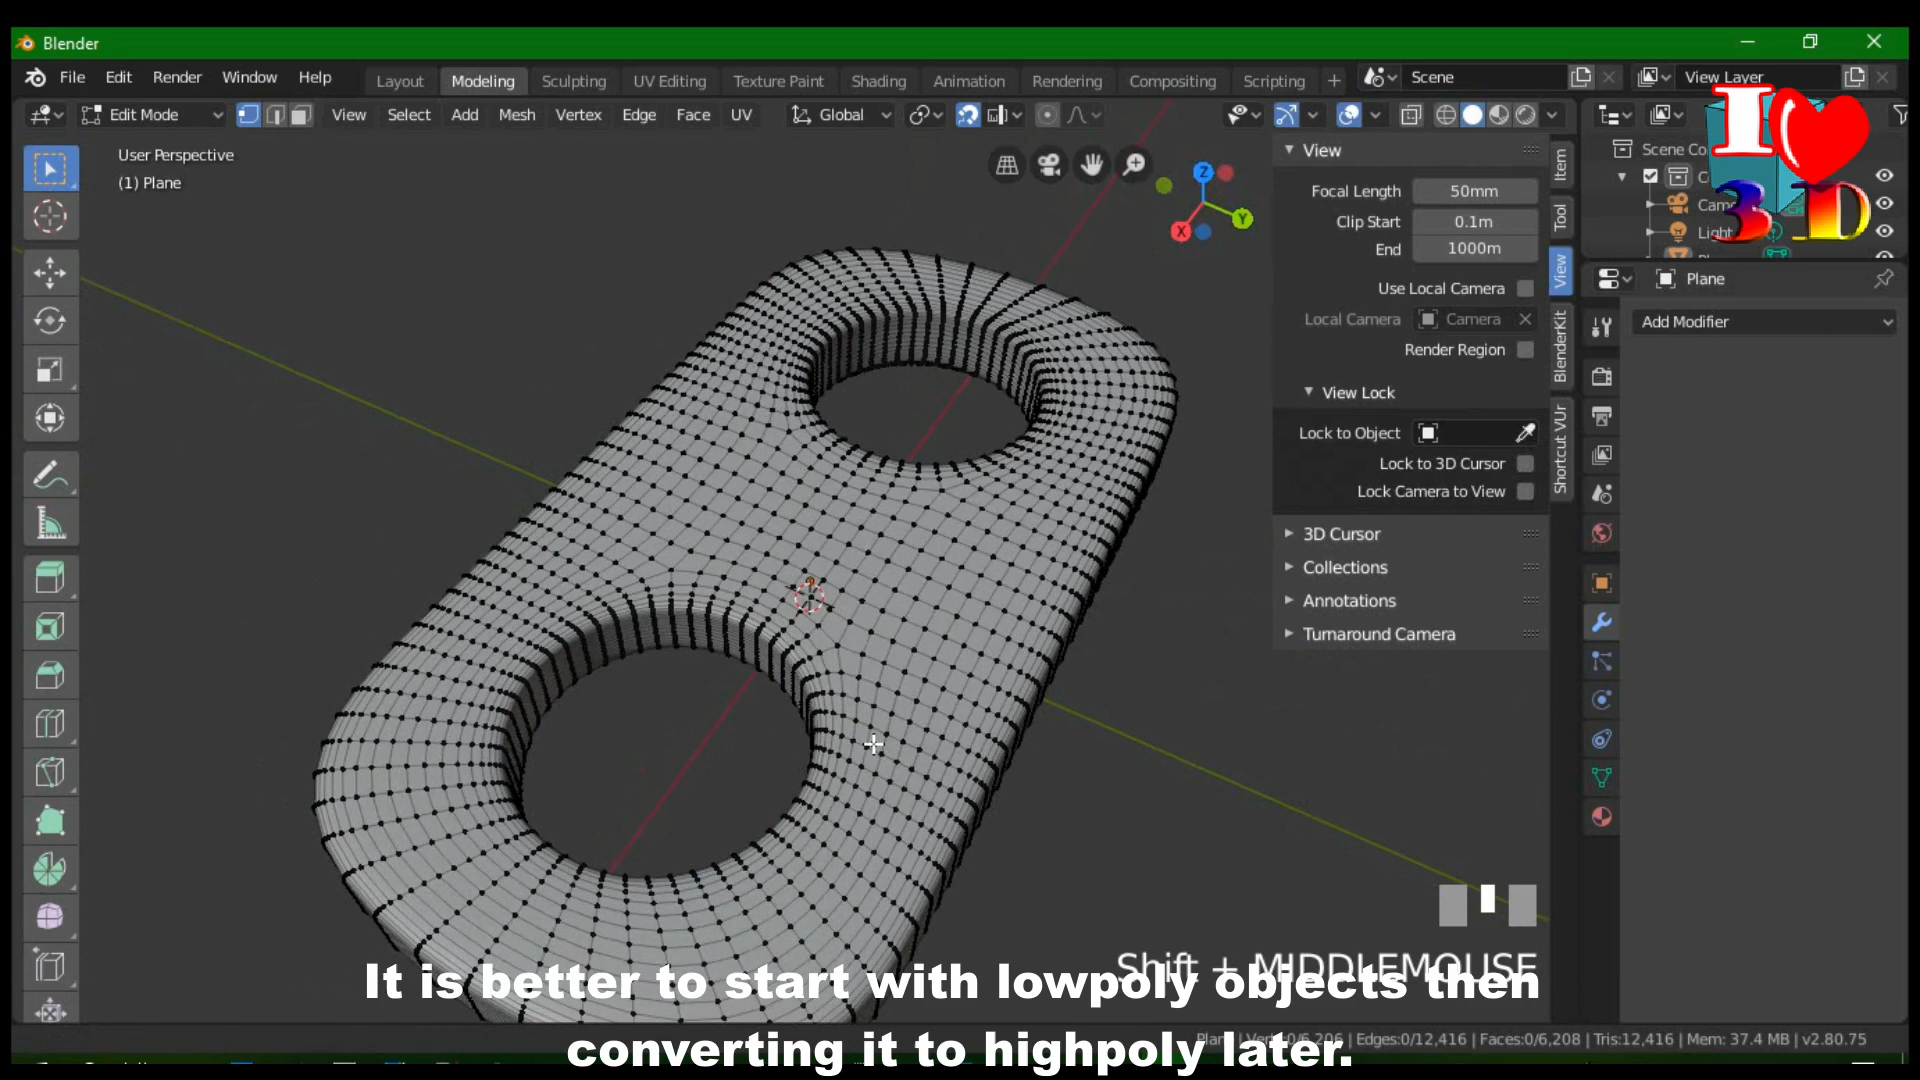 Blender
File Edit Render Window Help
Layout Modeling Sculpting UV Editing Texture Paint Shading Animation Rendering Compositing Scripting +
Scene
View Layer
Edit Mode
View Select Add Mesh Vertex Edge Face UV
Global
User Perspective
(1) Plane
Z
Y
X
View
Focal Length 50mm
Clip Start 0.1m
End 1000m
Use Local Camera
Local Camera Camera
Render Region
View Lock
Lock to Object
Lock to 3D Cursor
Lock Camera to View
3D Cursor
Collections
Annotations
Turnaround Camera
Item
Tool
View
BlenderKit
Shortcut VUr
Scene Co
Came
Light
I
3D
Plane
Add Modifier
Shift + MIDDLEMOUSE
It is better to start with lowpoly objects then
converting it to highpoly later.
Edges:0/12,416 | Faces:0/6,208 | Tris:12,416 | Mem: 37.4 MB | v2.80.75